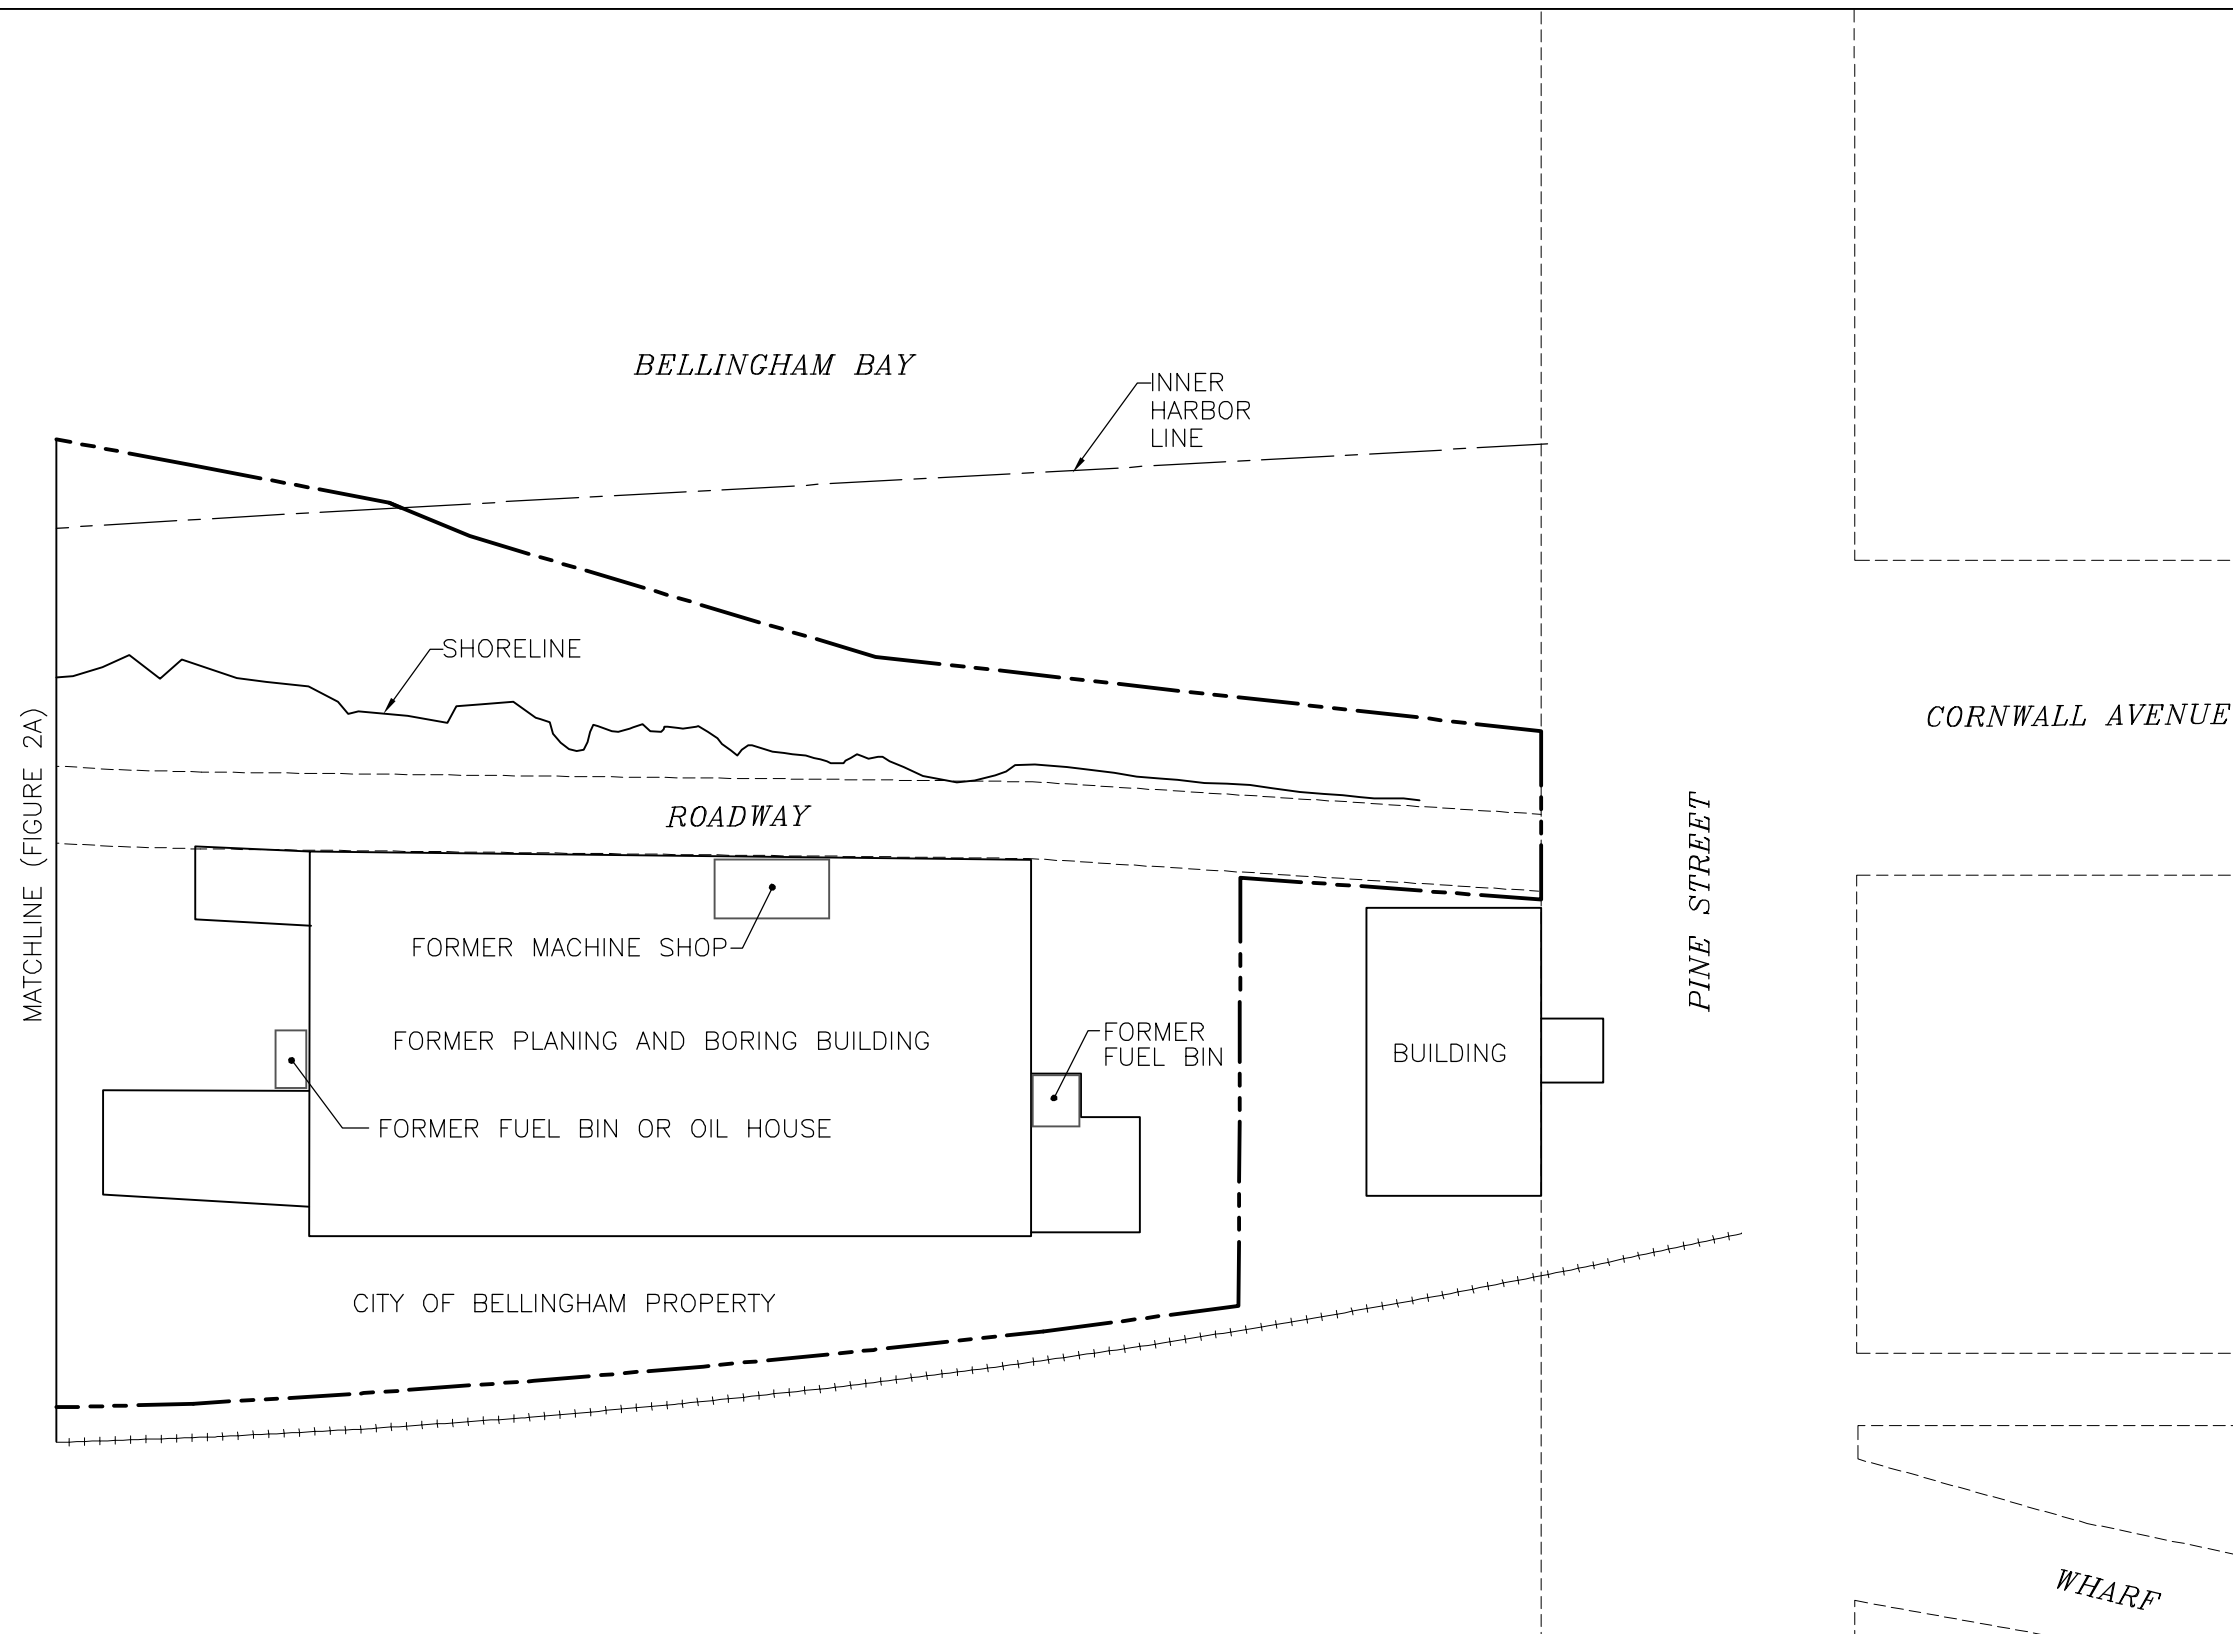 BELLINGHAM BAY
INNER
HARBOR
LINE
SHORELINE
MATCHLINE (FIGURE 2A)
CORNWALL AVENUE
ROADWAY
PINE STREET
FORMER MACHINE SHOP
FORMER PLANING AND BORING BUILDING
FORMER
FUEL BIN
BUILDING
FORMER FUEL BIN OR OIL HOUSE
CITY OF BELLINGHAM PROPERTY
WHARF